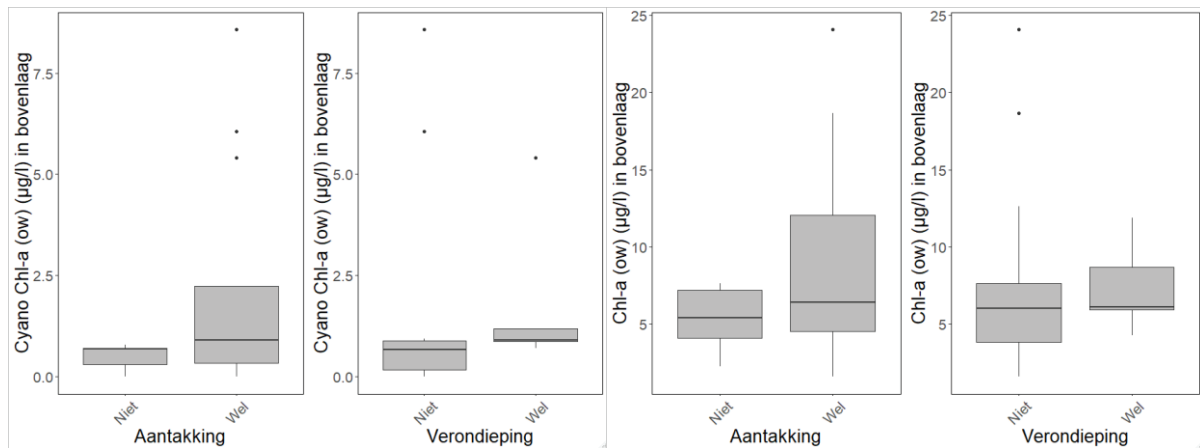 Cyano Chl-a (ow) (µg/l) in bovenlaag
7.5
5.0
2.5
0.0
Niet
Wel
Aantakking
Cyano Chl-a (ow) (µg/l) in bovenlaag
7.5
5.0
2.5
0.0
Niet
Wel
Verondieping
Chl-a (ow) (µg/l) in bovenlaag
25
20
15
10
5
Niet
Wel
Aantakking
Chl-a (ow) (µg/l) in bovenlaag
25
20
15
10
5
Niet
Wel
Verondieping